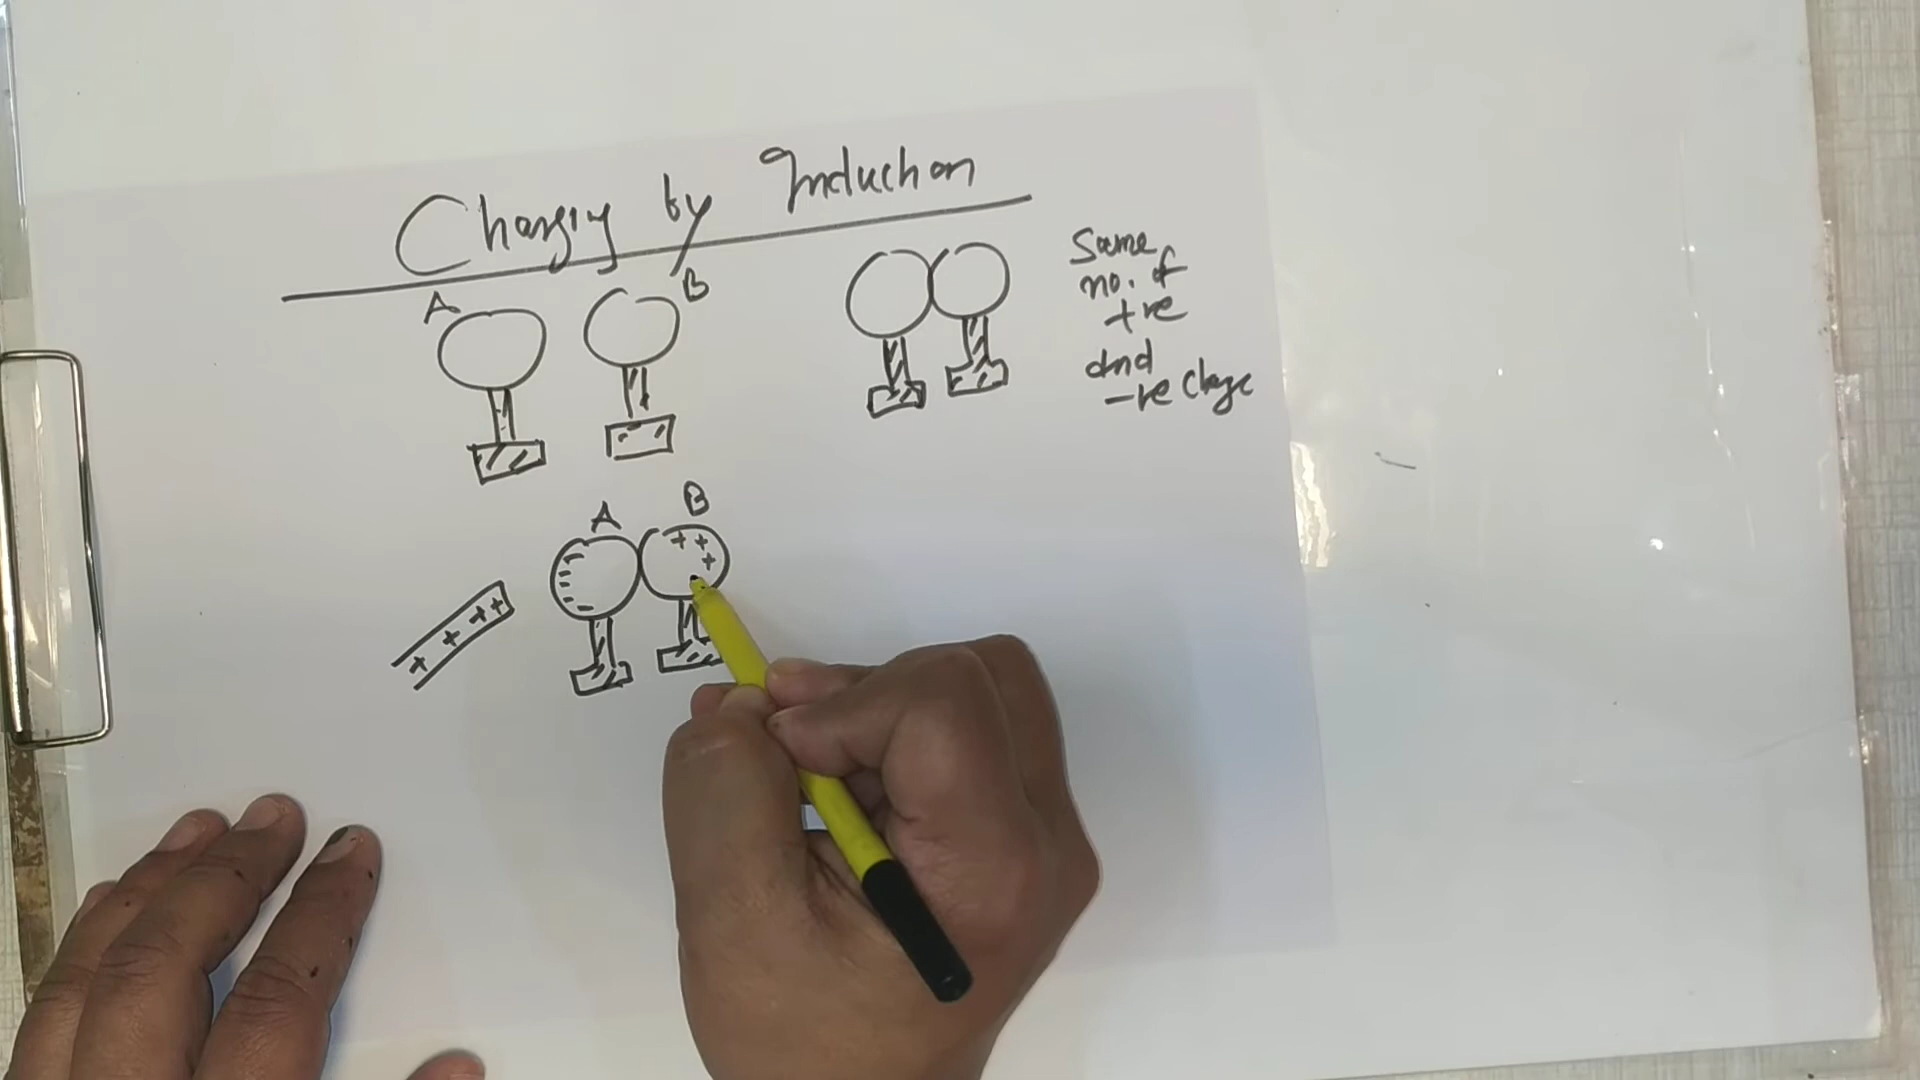 Charging by Induction
A B
Same
no. of
+ve
and
-ve charge
A B
- - - - -
+ + +
+ + + +